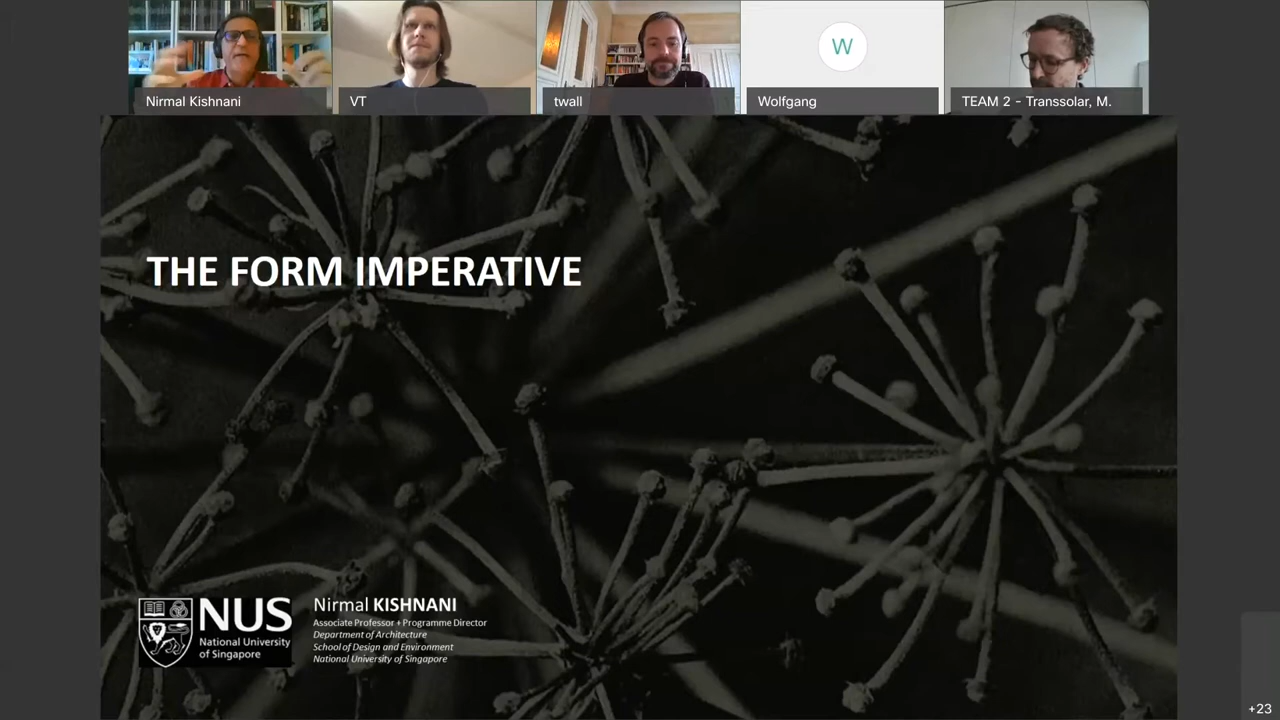 Nirmal Kishnani
VT
twall
W
Wolfgang
TEAM 2 - Transsolar, M.
THE FORM IMPERATIVE
NUS
National University
of Singapore
Nirmal KISHNANI
Associate Professor + Programme Director
Department of Architecture
School of Design and Environment
National University of Singapore
+23